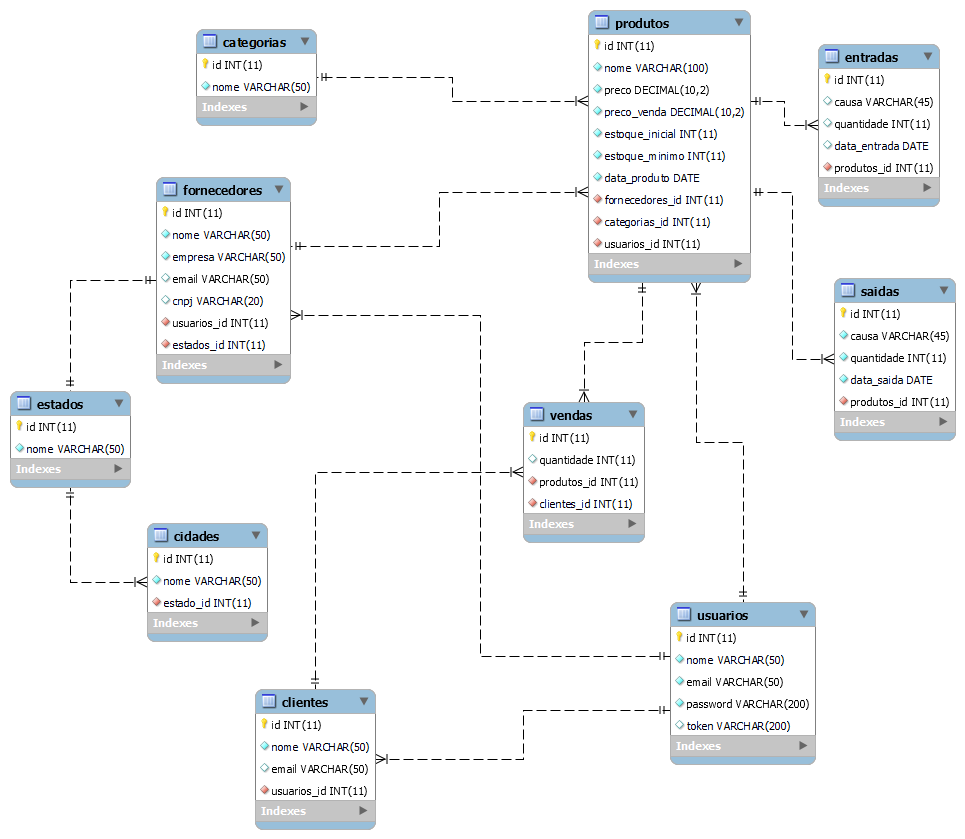 categorias
id INT(11)
nome VARCHAR(50)
Indexes
produtos
id INT(11)
nome VARCHAR(100)
preco DECIMAL(10,2)
preco_venda DECIMAL(10,2)
estoque_inicial INT(11)
estoque_minimo INT(11)
data_produto DATE
fornecedores_id INT(11)
categorias_id INT(11)
usuarios_id INT(11)
Indexes
entradas
id INT(11)
causa VARCHAR(45)
quantidade INT(11)
data_entrada DATE
produtos_id INT(11)
Indexes
fornecedores
id INT(11)
nome VARCHAR(50)
empresa VARCHAR(50)
email VARCHAR(50)
cnpj VARCHAR(20)
usuarios_id INT(11)
estados_id INT(11)
Indexes
saidas
id INT(11)
causa VARCHAR(45)
quantidade INT(11)
data_saida DATE
produtos_id INT(11)
Indexes
estados
id INT(11)
nome VARCHAR(50)
Indexes
vendas
id INT(11)
quantidade INT(11)
produtos_id INT(11)
clientes_id INT(11)
Indexes
cidades
id INT(11)
nome VARCHAR(50)
estado_id INT(11)
Indexes
usuarios
id INT(11)
nome VARCHAR(50)
email VARCHAR(50)
password VARCHAR(200)
token VARCHAR(200)
Indexes
clientes
id INT(11)
nome VARCHAR(50)
email VARCHAR(50)
usuarios_id INT(11)
Indexes